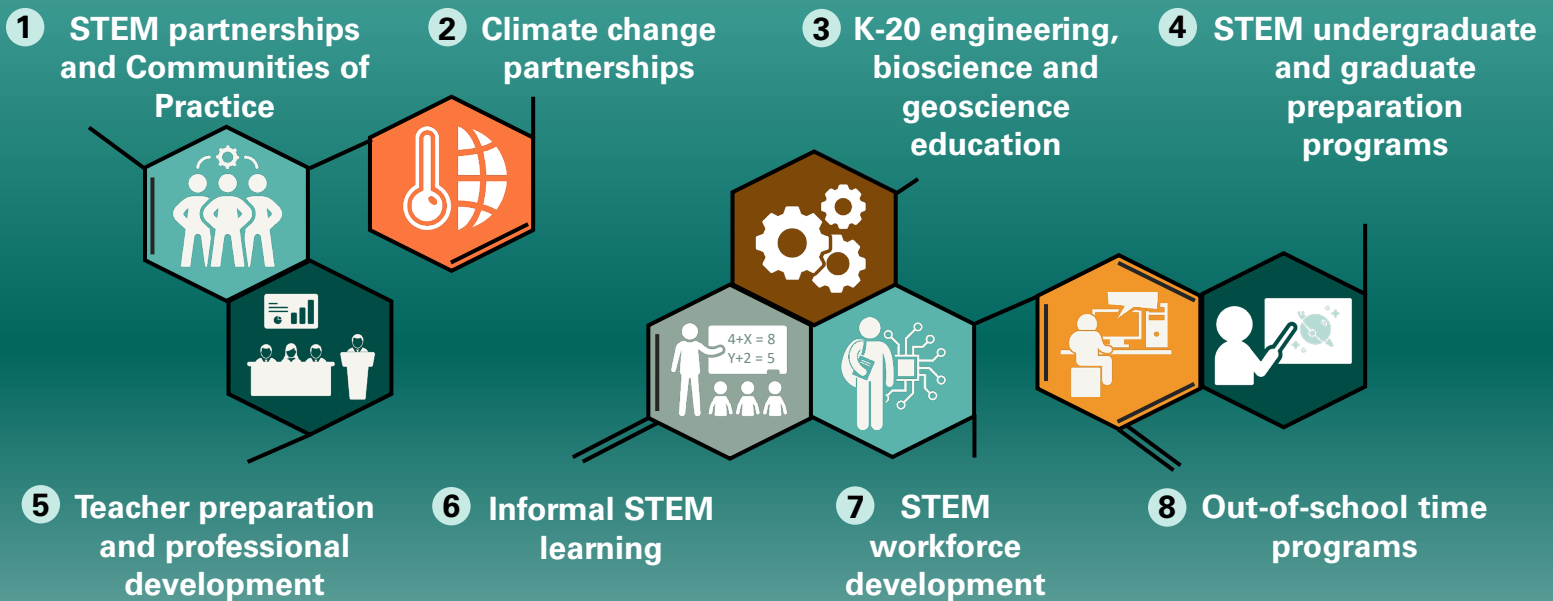 1 STEM partnerships
and Communities of
Practice
2 Climate change
partnerships
3 K-20 engineering,
bioscience and
geoscience
education
4 STEM undergraduate
and graduate
preparation
programs
4+X = 8
Y+2 = 5
5 Teacher preparation
and professional
development
6 Informal STEM
learning
7 STEM
workforce
development
8 Out-of-school time
programs